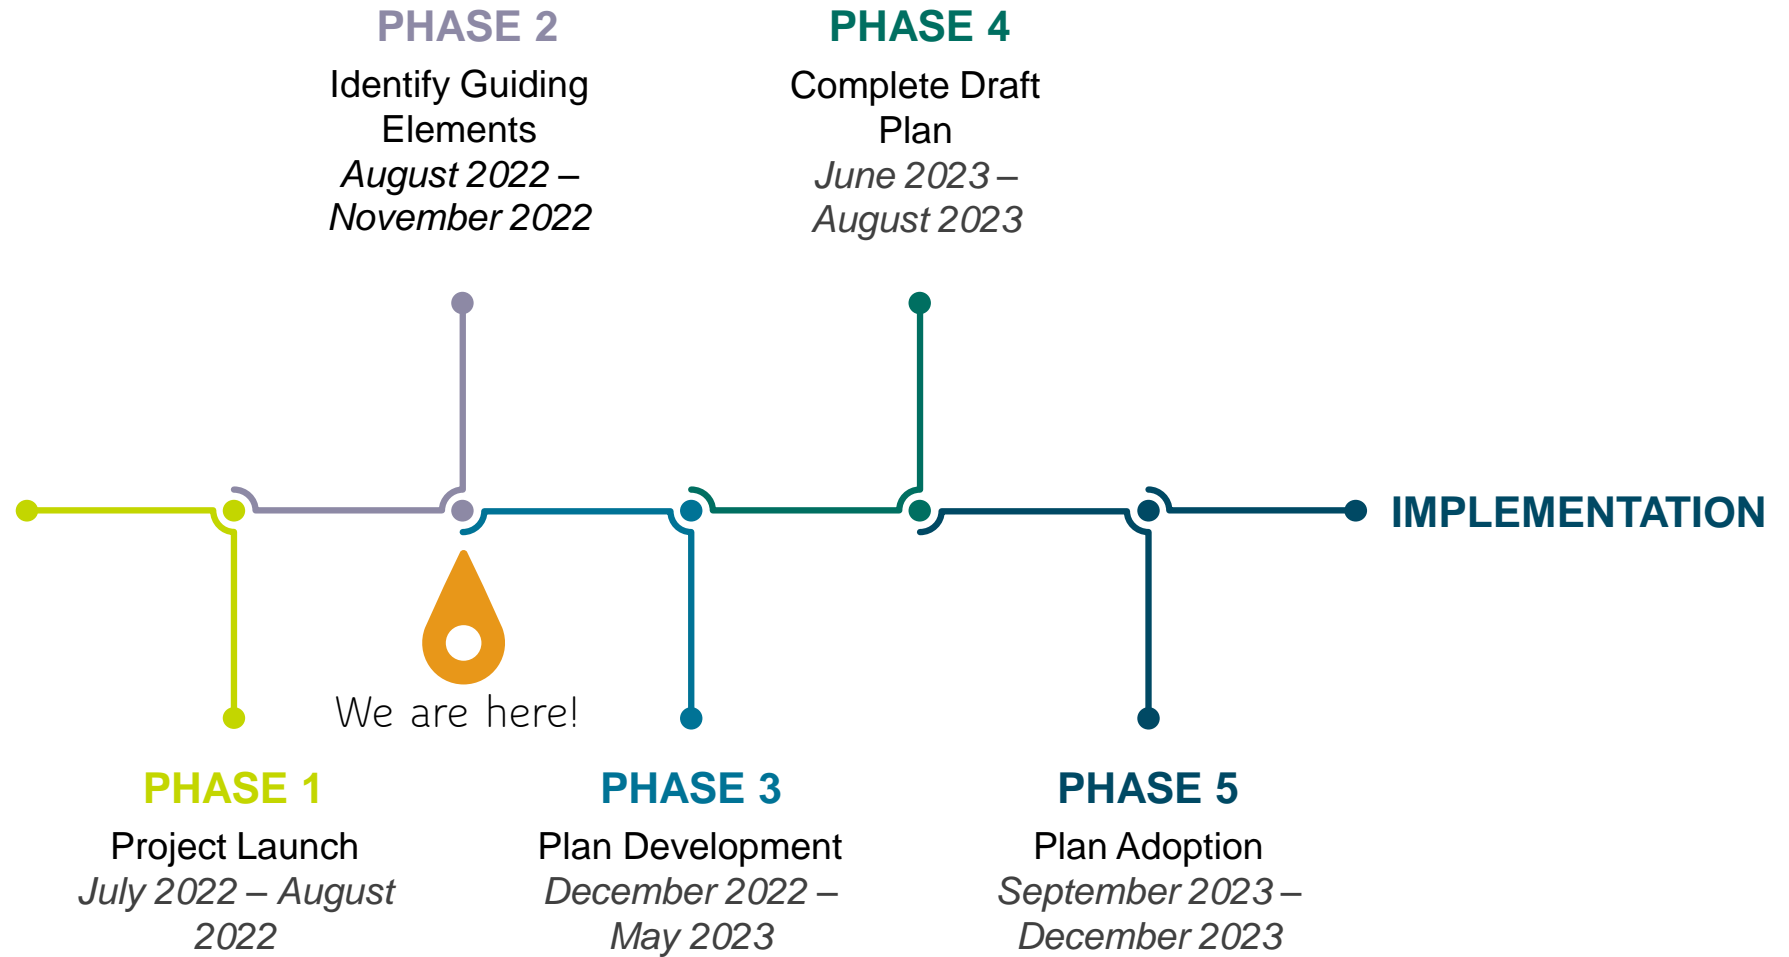 PHASE 2
Identify Guiding
Elements
August 2022 –
November 2022
PHASE 4
Complete Draft
Plan
June 2023 –
August 2023
IMPLEMENTATION
We are here!
PHASE 1
Project Launch
July 2022 – August
2022
PHASE 3
Plan Development
December 2022 –
May 2023
PHASE 5
Plan Adoption
September 2023 –
December 2023